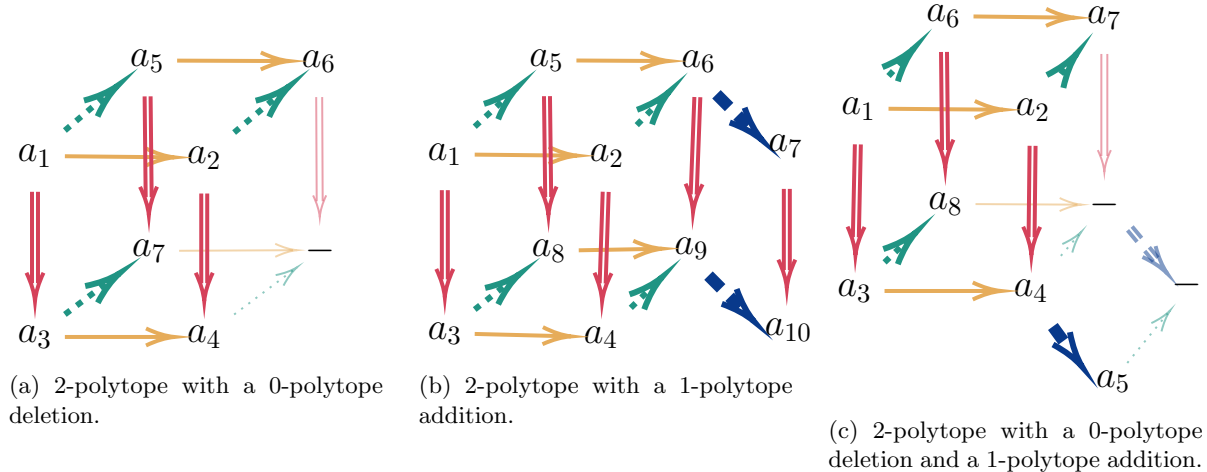 a5 a6
a1 a2
a7 —
a3 a4
(a) 2-polytope with a 0-polytope
deletion.
a5 a6
a7
a1 a2
a8 a9
a3 a4 a10
(b) 2-polytope with a 1-polytope
addition.
a6 a7
a1 a2
a8 —
a3 a4 —
a5
(c) 2-polytope with a 0-polytope
deletion and a 1-polytope addition.